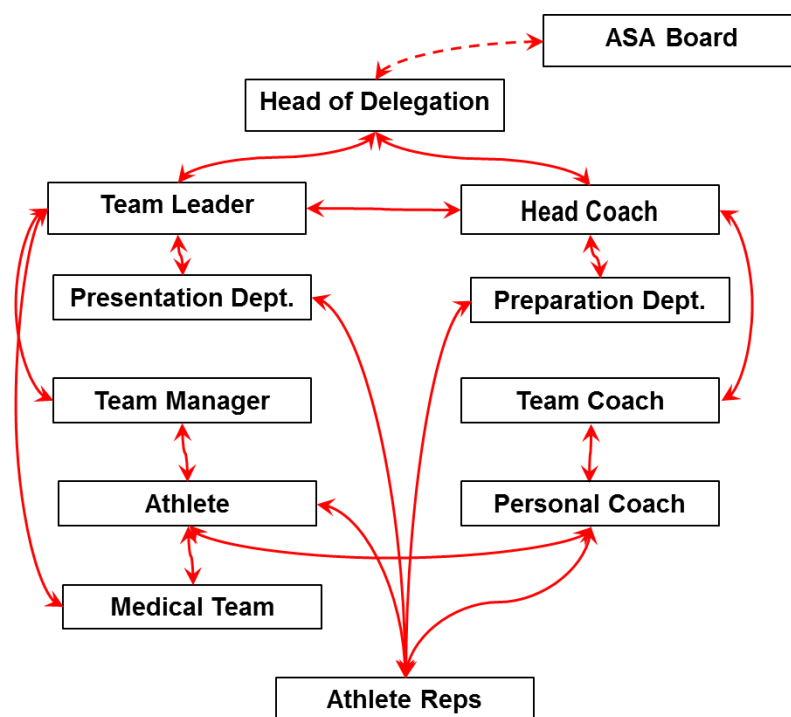 ASA Board
Head of Delegation
Team Leader
Head Coach
Presentation Dept.
Preparation Dept.
Team Manager
Team Coach
Athlete
Personal Coach
Medical Team
Athlete Reps